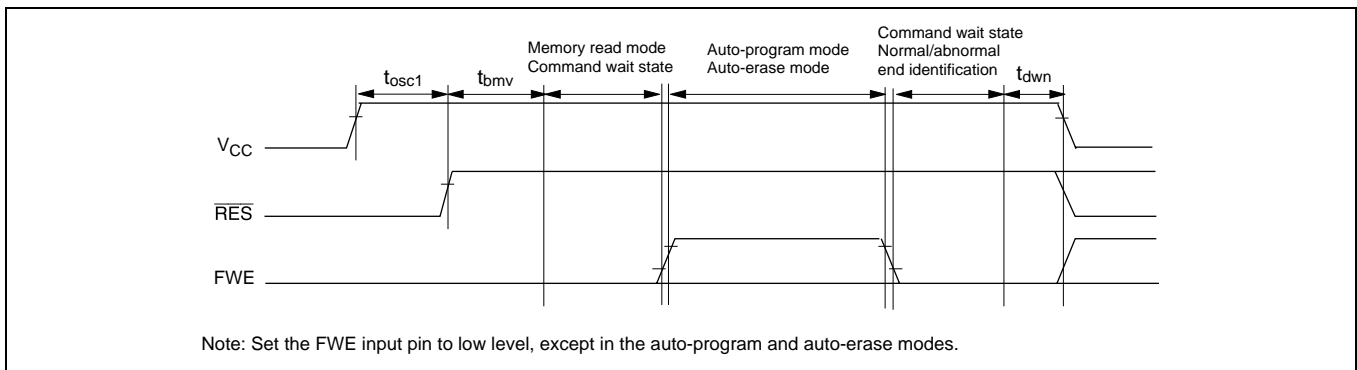 Memory read mode
Command wait state
Auto-program mode
Auto-erase mode
Command wait state
Normal/abnormal
end identification
tosc1
tbmv
tdwn
VCC
RES
FWE
Note: Set the FWE input pin to low level, except in the auto-program and auto-erase modes.